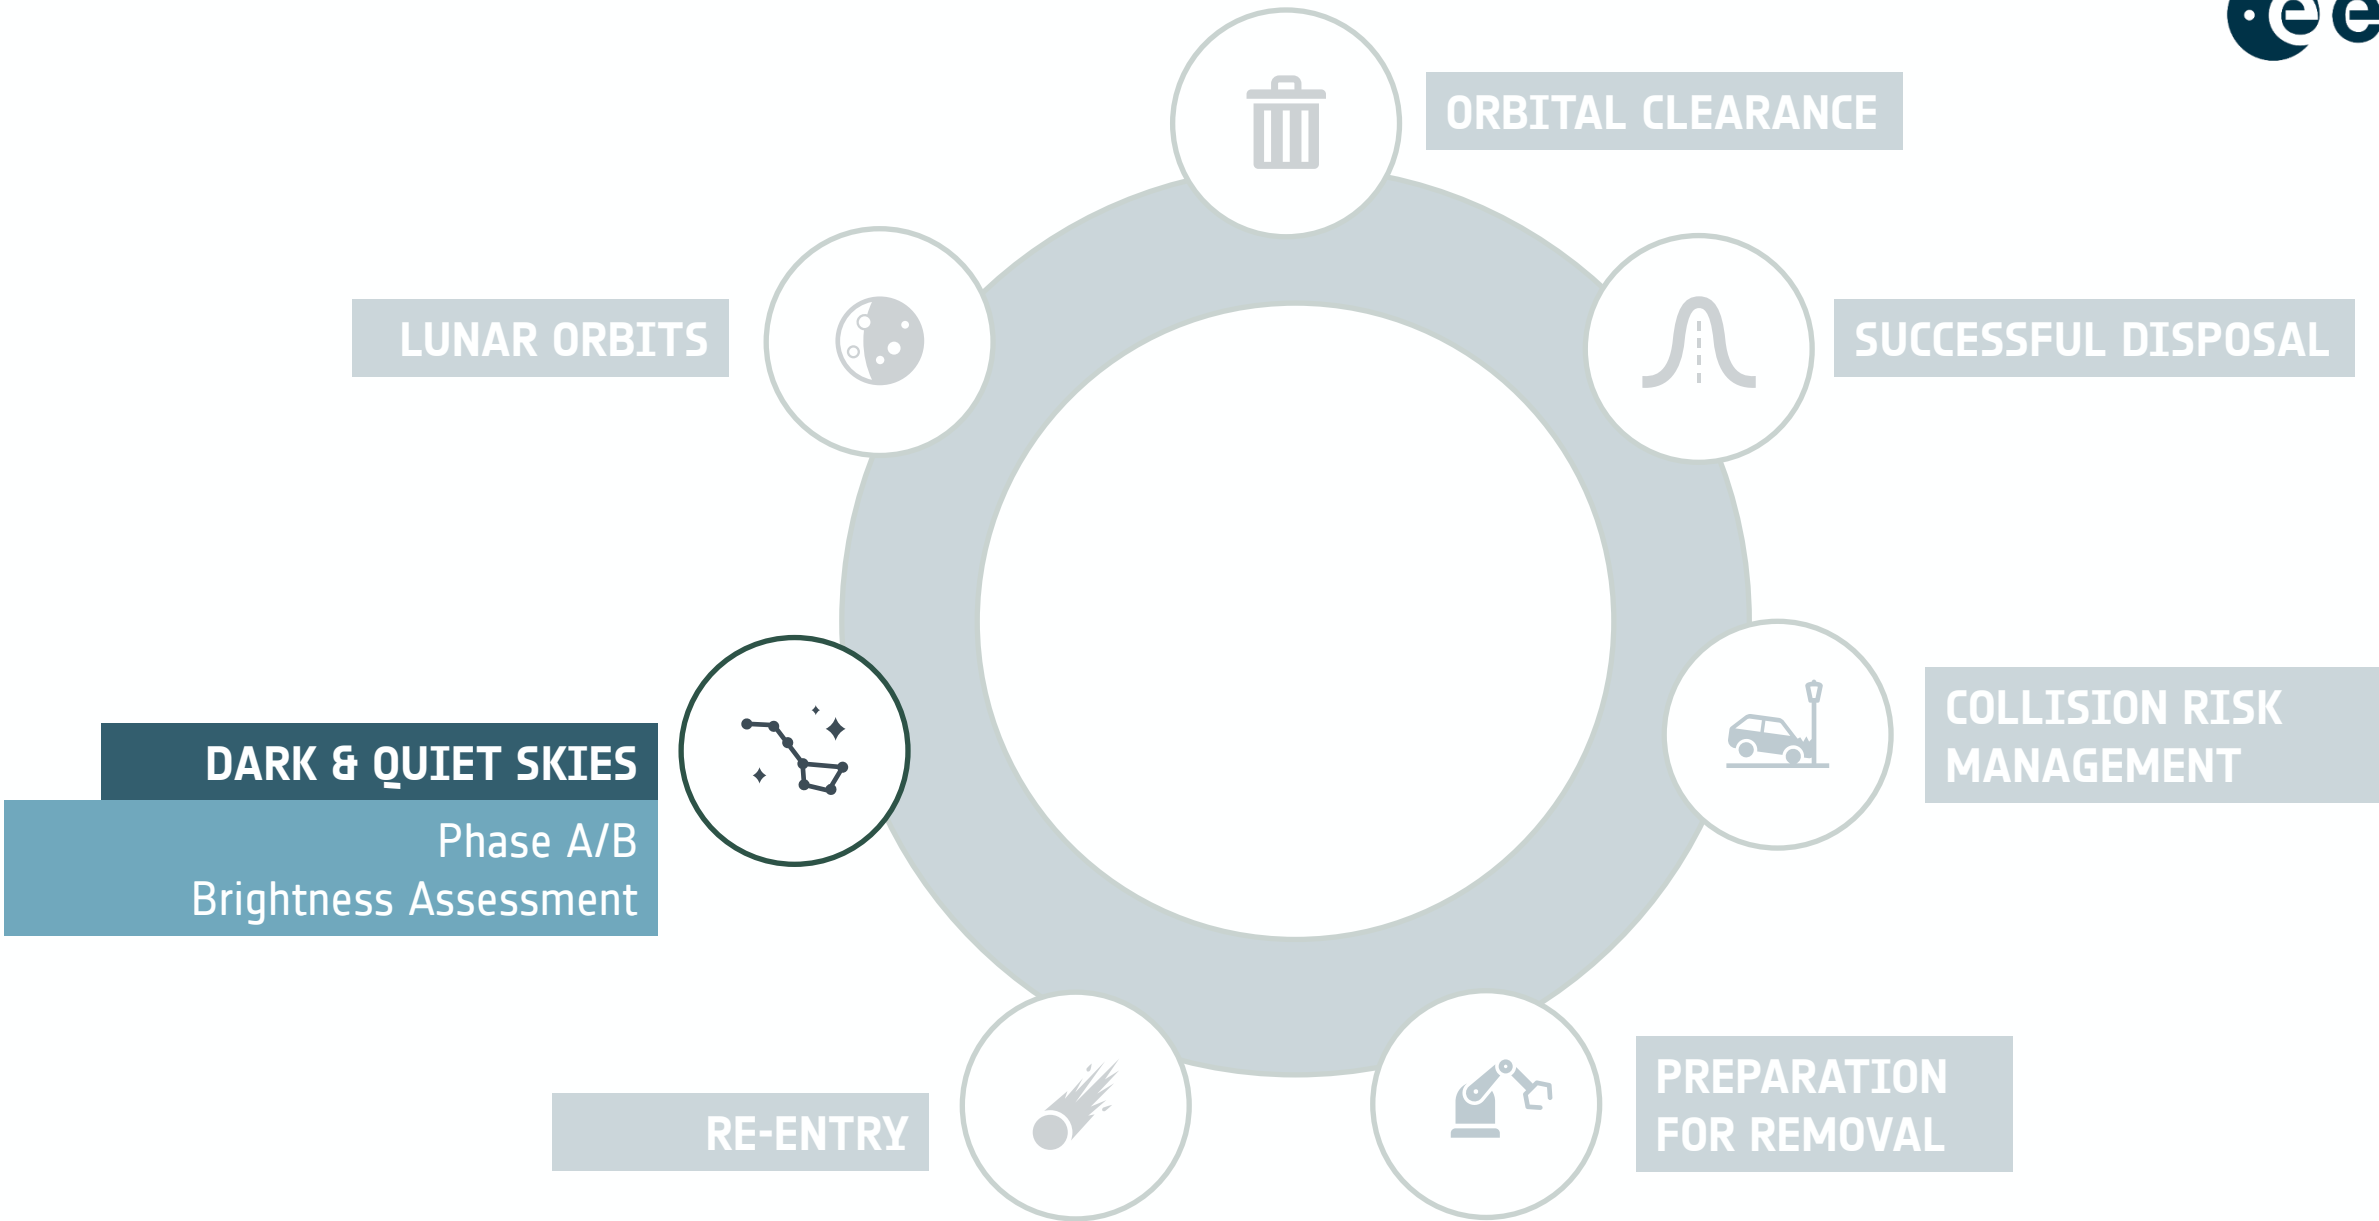 ORBITAL CLEARANCE
LUNAR ORBITS
SUCCESSFUL DISPOSAL
COLLISION RISK
MANAGEMENT
DARK & QUIET SKIES
Phase A/B
Brightness Assessment
RE-ENTRY
PREPARATION
FOR REMOVAL